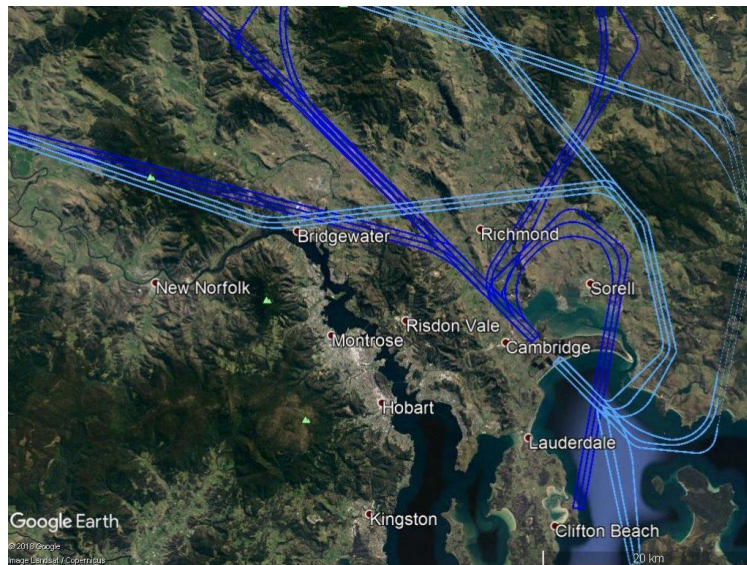 Bridgewater
Richmond
New Norfolk
Sorell
Risdon Vale
Montrose
Cambridge
Hobart
Lauderdale
Kingston
Clifton Beach
Google Earth
© 2018 Google
Image Landsat / Copernicus
20 km